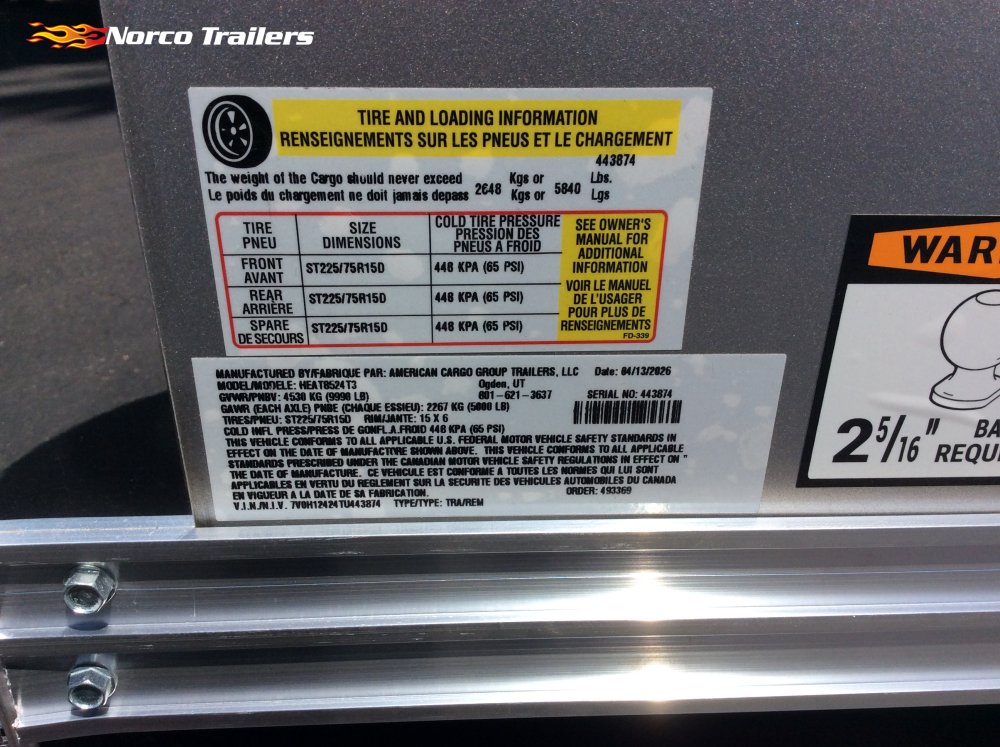 Norco Trailers
TIRE AND LOADING INFORMATION
RENSEIGNEMENTS SUR LES PNEUS ET LE CHARGEMENT
443874
The weight of the Cargo should never exceed Kgs or Lbs.
Le poids du chargement ne doit jamais depass 2648 Kgs or 5840 Lgs
TIRE PNEU
SIZE DIMENSIONS
COLD TIRE PRESSURE PRESSION DES PNEUS A FROID
SEE OWNER'S MANUAL FOR ADDITIONAL INFORMATION
FRONT AVANT ST225/75R15D 448 KPA (65 PSI)
REAR ARRIÈRE ST225/75R15D 448 KPA (65 PSI)
SPARE DE SECOURS ST225/75R15D 448 KPA (65 PSI)
VOIR LE MANUEL DE L'USAGER POUR PLUS DE RENSEIGNEMENTS
FD-339
MANUFACTURED BY/FABRIQUE PAR: AMERICAN CARGO GROUP TRAILERS, LLC Date: 04/13/2026
MODEL/MODELE: HEAT8524T3 Ogden, UT
GVWR/PNBV: 4530 KG (9990 LB) 801-621-3637 SERIAL NO: 443874
GAWR (EACH AXLE) PNBE (CHAQUE ESSIEU): 2267 KG (5000 LB)
TIRES/PNEU: ST225/75R15D RIM/JANTE: 15 X 6
COLD INFL PRESS/PRESS DE GONFL.A.FROID 448 KPA (65 PSI)
THIS VEHICLE CONFORMS TO ALL APPLICABLE U.S. FEDERAL MOTOR VEHICLE SAFETY STANDARDS IN
EFFECT ON THE DATE OF MANUFACTORE SHOWN ABOVE. THIS VEHICLE CONFORMS TO ALL APPLICABLE
STANDARDS PRESCRIBED UNDER THE CANADIAN MOTOR VEHICLE SAFETY REGULATIONS IN EFFECT ON "
THE DATE OF MANUFACTURE. CE VEHICULE EST CONFORME A TOUTES LES NORMES QUI LUI SONT
APPLICABLES EN VERTU DU REGLEMENT SUR LA SECURITE DES VEHICULES AUTOMOBILES DU CANADA
EN VIGUEUR A LA DATE DE SA FABRICATION. ORDER: 493369
V.I.N./N.I.V. 7V0H12424TU443874 TYPE/TYPE: TRA/REM
WAR
2 5/16" BA
REQU